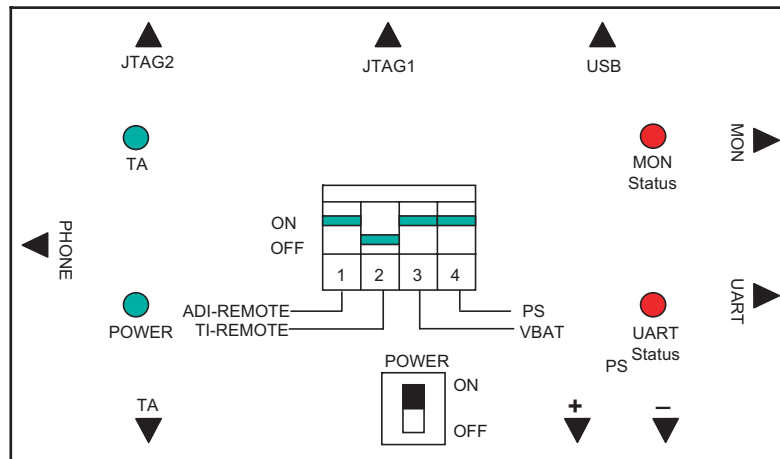 JTAG2
JTAG1
USB
TA
MON
Status
MON
PHONE
ON
OFF
1 2 3 4
ADI-REMOTE
TI-REMOTE
PS
VBAT
POWER
UART
Status
UART
PS
POWER
ON
OFF
TA
+ –